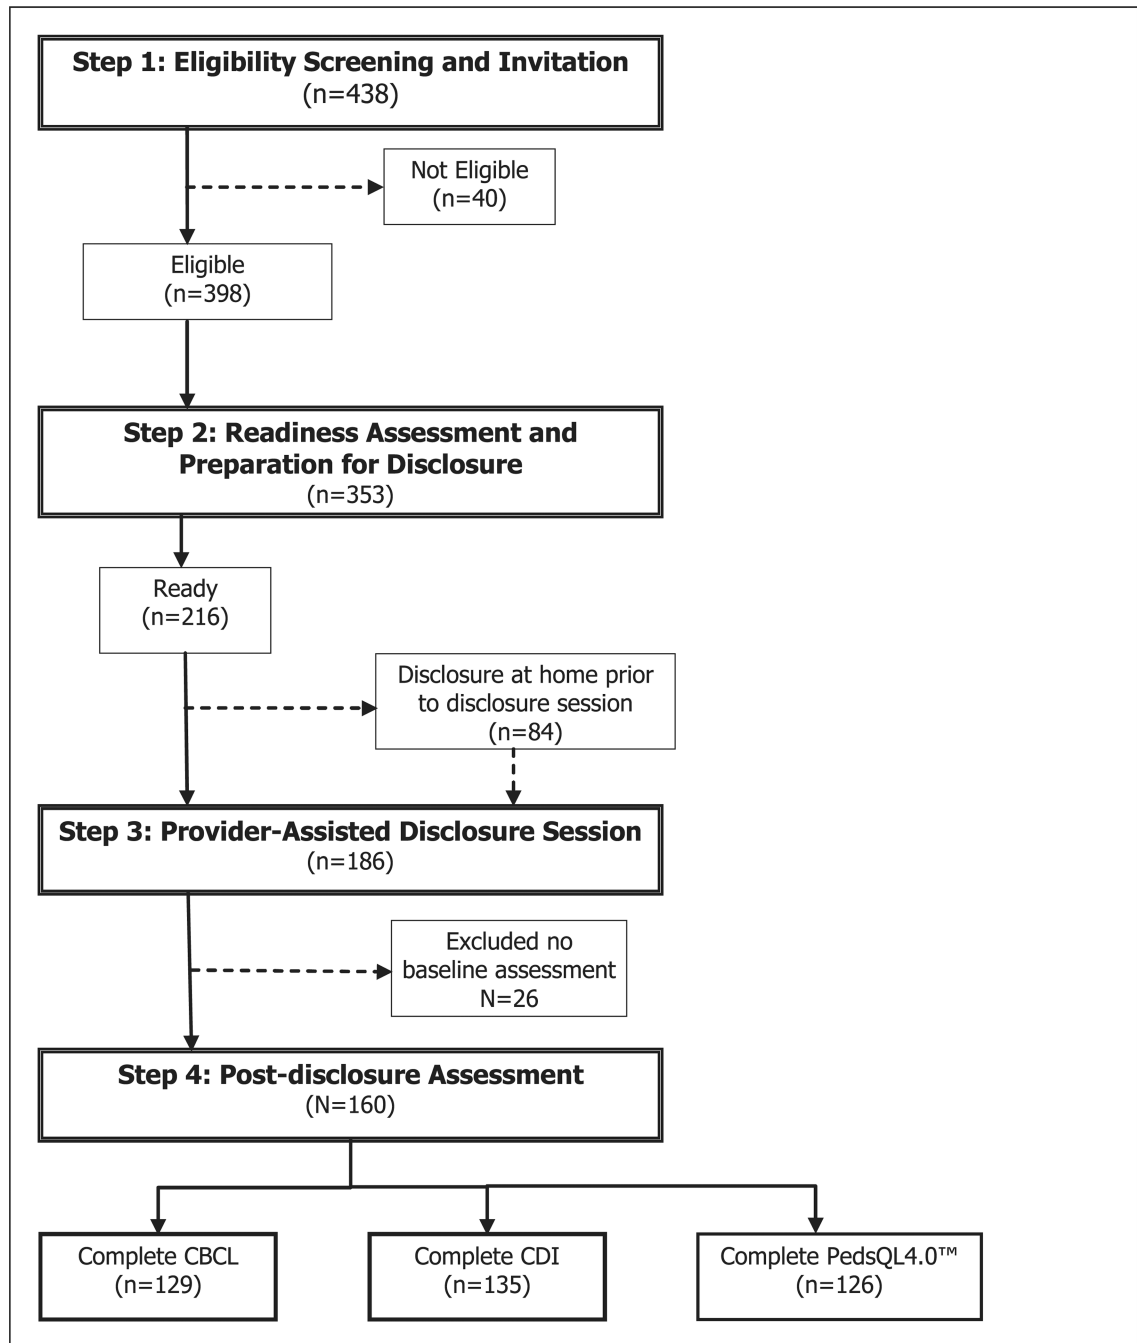 Step 1: Eligibility Screening and Invitation
(n=438)
Not Eligible
(n=40)
Eligible
(n=398)
Step 2: Readiness Assessment and
Preparation for Disclosure
(n=353)
Ready
(n=216)
Disclosure at home prior
to disclosure session
(n=84)
Step 3: Provider-Assisted Disclosure Session
(n=186)
Excluded no
baseline assessment
N=26
Step 4: Post-disclosure Assessment
(N=160)
Complete CBCL
(n=129)
Complete CDI
(n=135)
Complete PedsQL4.0™
(n=126)